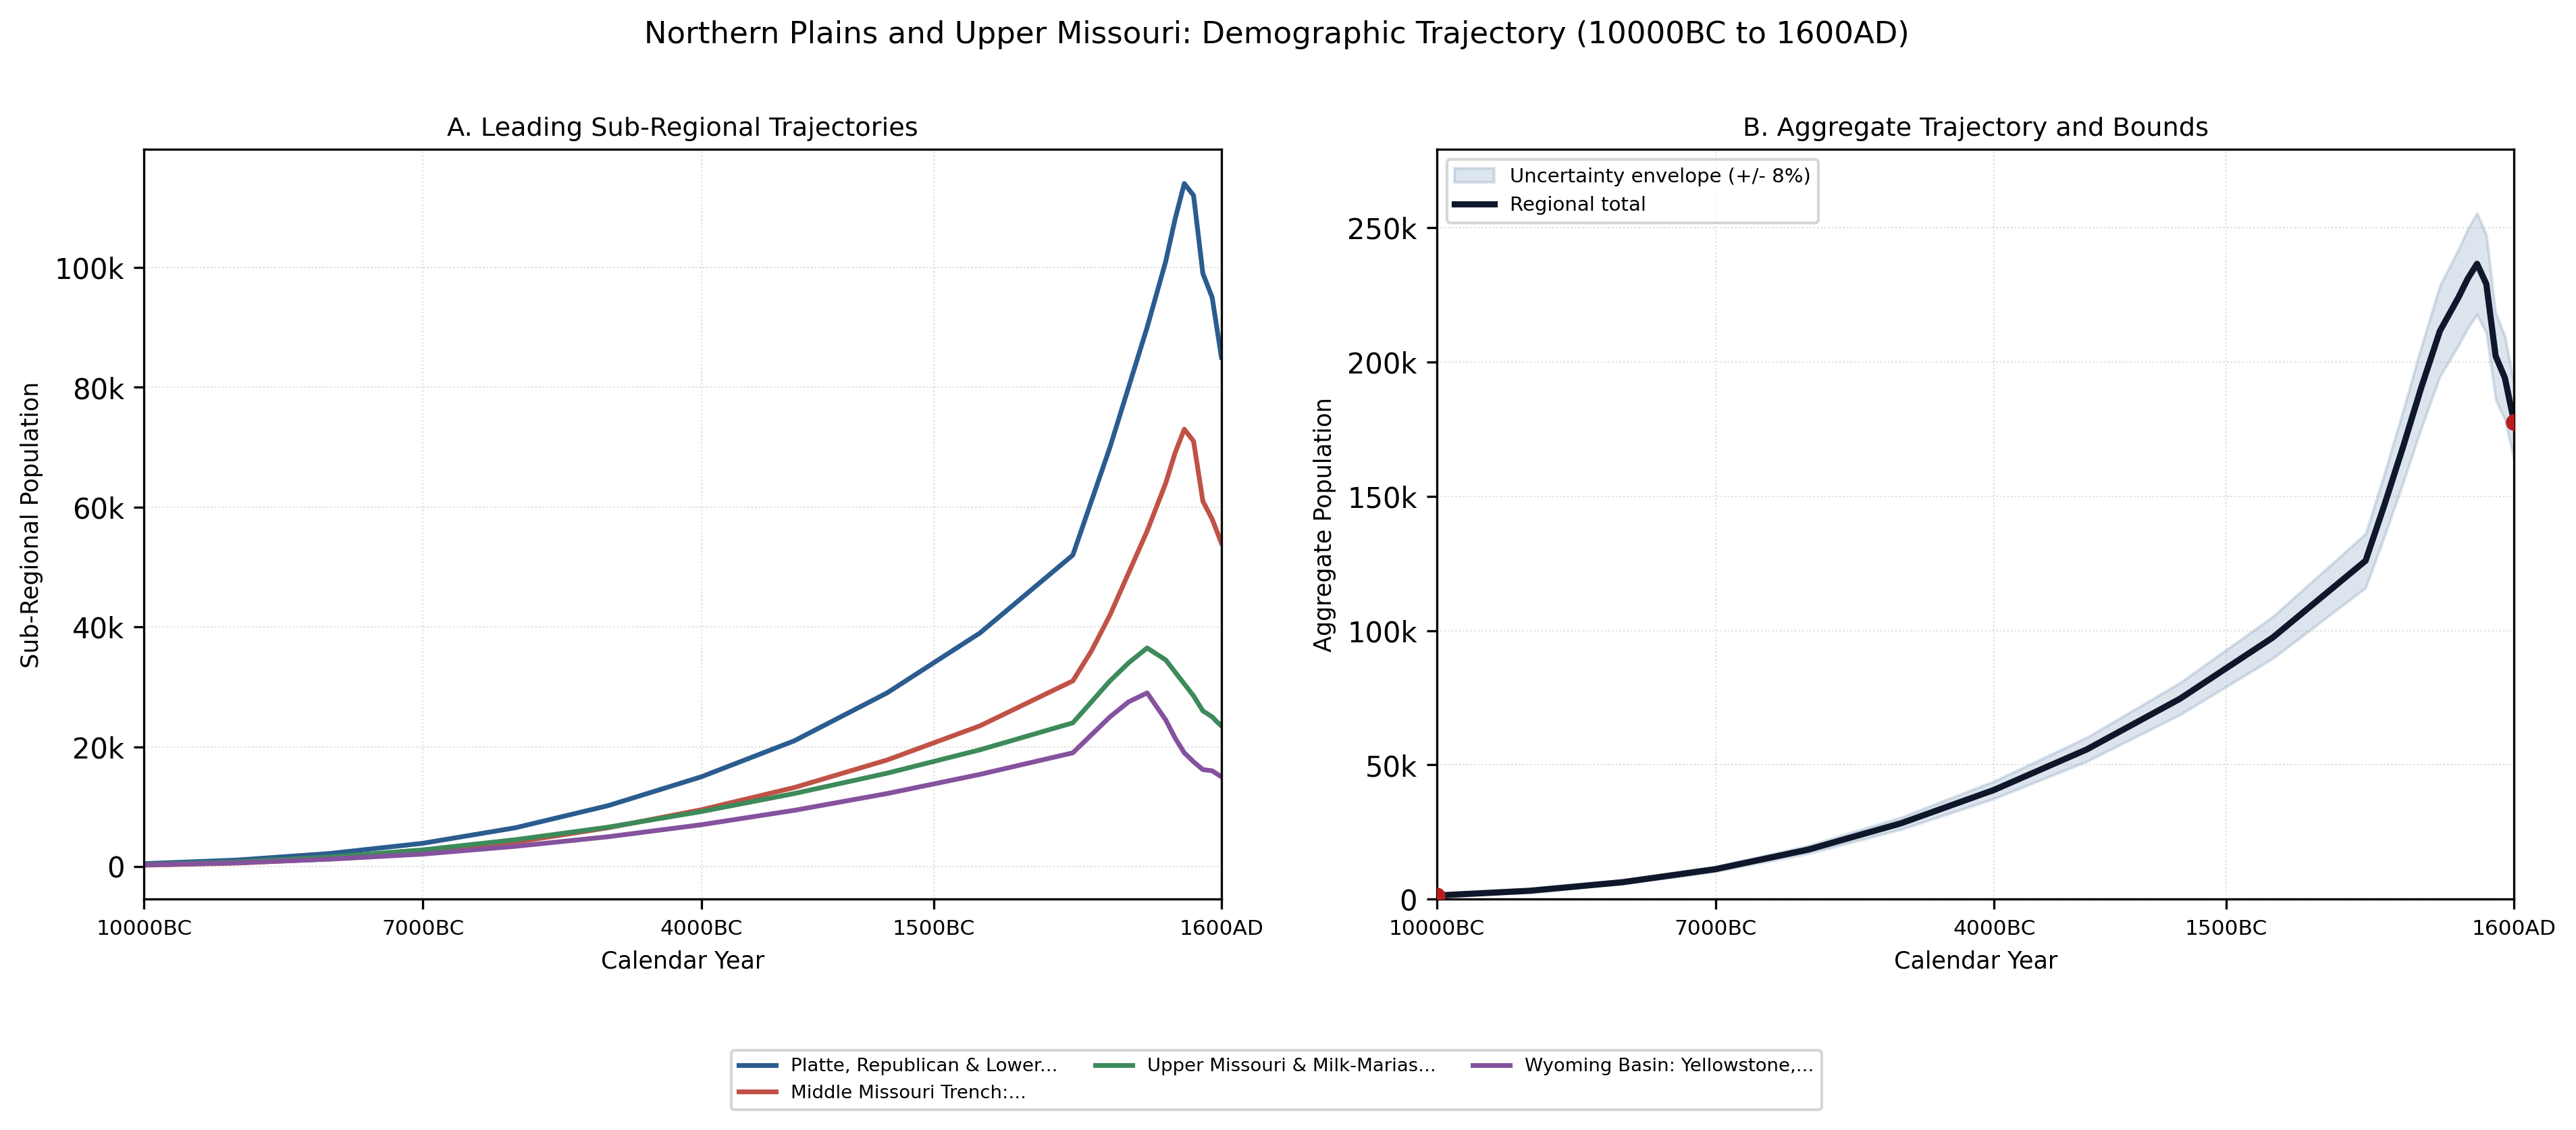 Northern Plains and Upper Missouri: Demographic Trajectory (10000BC to 1600AD)
A. Leading Sub-Regional Trajectories
Sub-Regional Population
100k
80k
60k
40k
20k
0
10000BC
7000BC
4000BC
1500BC
1600AD
Calendar Year
B. Aggregate Trajectory and Bounds
Uncertainty envelope (+/- 8%)
Regional total
Aggregate Population
250k
200k
150k
100k
50k
0
10000BC
7000BC
4000BC
1500BC
1600AD
Calendar Year
Platte, Republican & Lower...
Middle Missouri Trench:...
Upper Missouri & Milk-Marias...
Wyoming Basin: Yellowstone,...